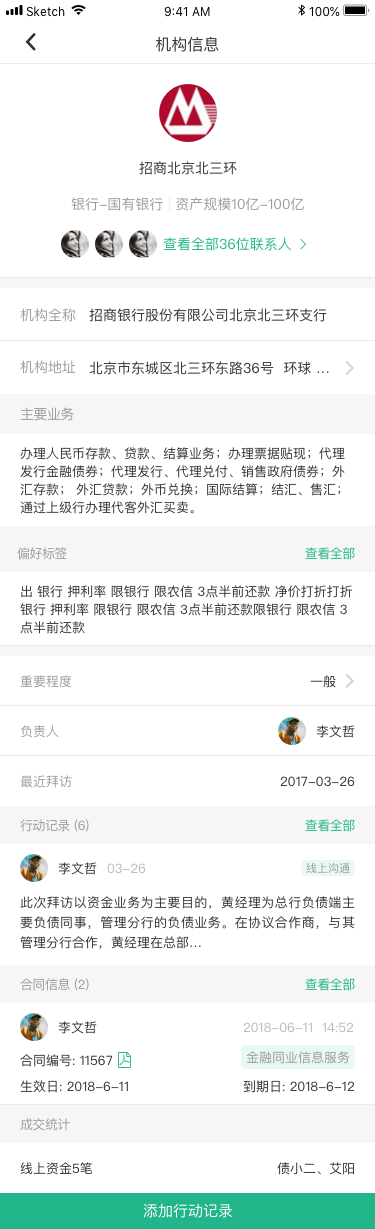 Sketch 9:41 AM 100%
机构信息
招商北京北三环
银行-国有银行 资产规模10亿-100亿
查看全部36位联系人
机构全称 招商银行股份有限公司北京北三环支行
机构地址 北京市东城区北三环东路36号 环球 ...
主要业务
办理人民币存款、贷款、结算业务；办理票据贴现；代理
发行金融债券；代理发行、代理兑付、销售政府债券；外
汇存款； 外汇贷款；外币兑换；国际结算；结汇、售汇；
通过上级行办理代客外汇买卖。
偏好标签 查看全部
出 银行 押利率 限银行 限农信 3点半前还款 净价打折打折
银行 押利率 限银行 限农信 3点半前还款限银行 限农信 3
点半前还款
重要程度 一般
负责人 李文哲
最近拜访 2017-03-26
行动记录 (6) 查看全部
李文哲 03-26 线上沟通
此次拜访以资金业务为主要目的，黄经理为总行负债端主
要负债同事，管理分行的负债业务。在协议合作商，与其
管理分行合作，黄经理在总部...
合同信息 (2) 查看全部
李文哲 2018-06-11 14:52
合同编号: 11567 金融同业信息服务
生效日: 2018-6-11 到期日: 2018-6-12
成交统计
线上资金5笔 债小二、艾阳
添加行动记录